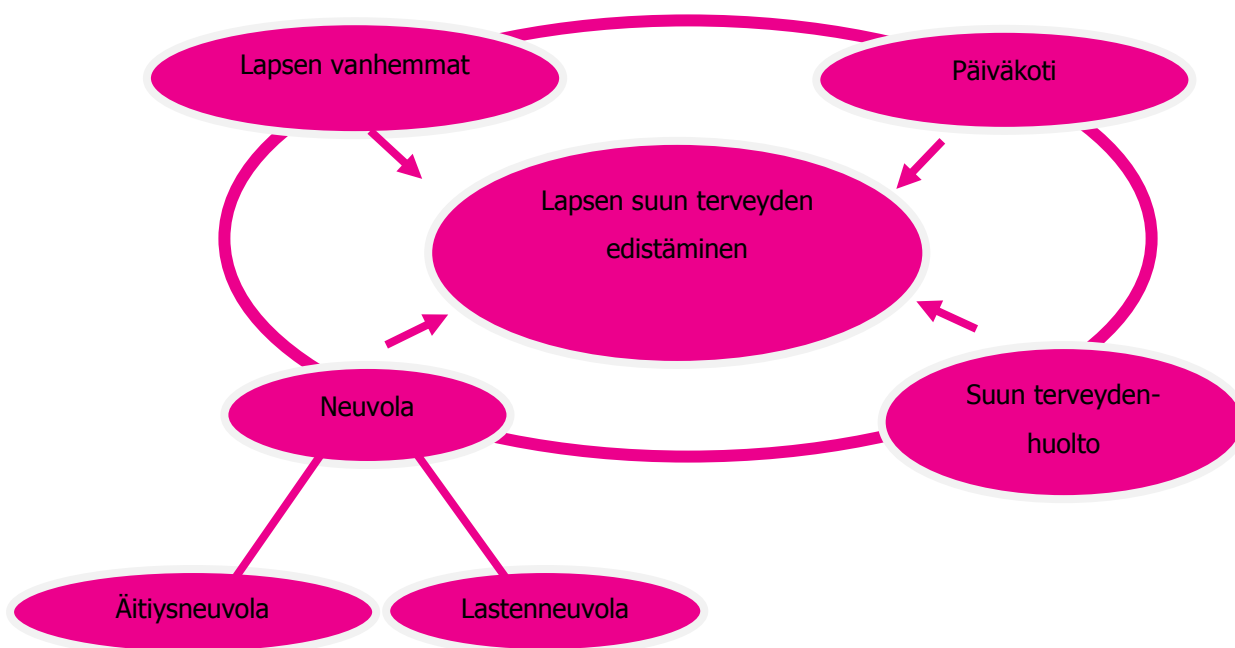 Lapsen vanhemmat
Päiväkoti
Lapsen suun terveyden
edistäminen
Neuvola
Suun terveyden-
huolto
Äitiysneuvola
Lastenneuvola